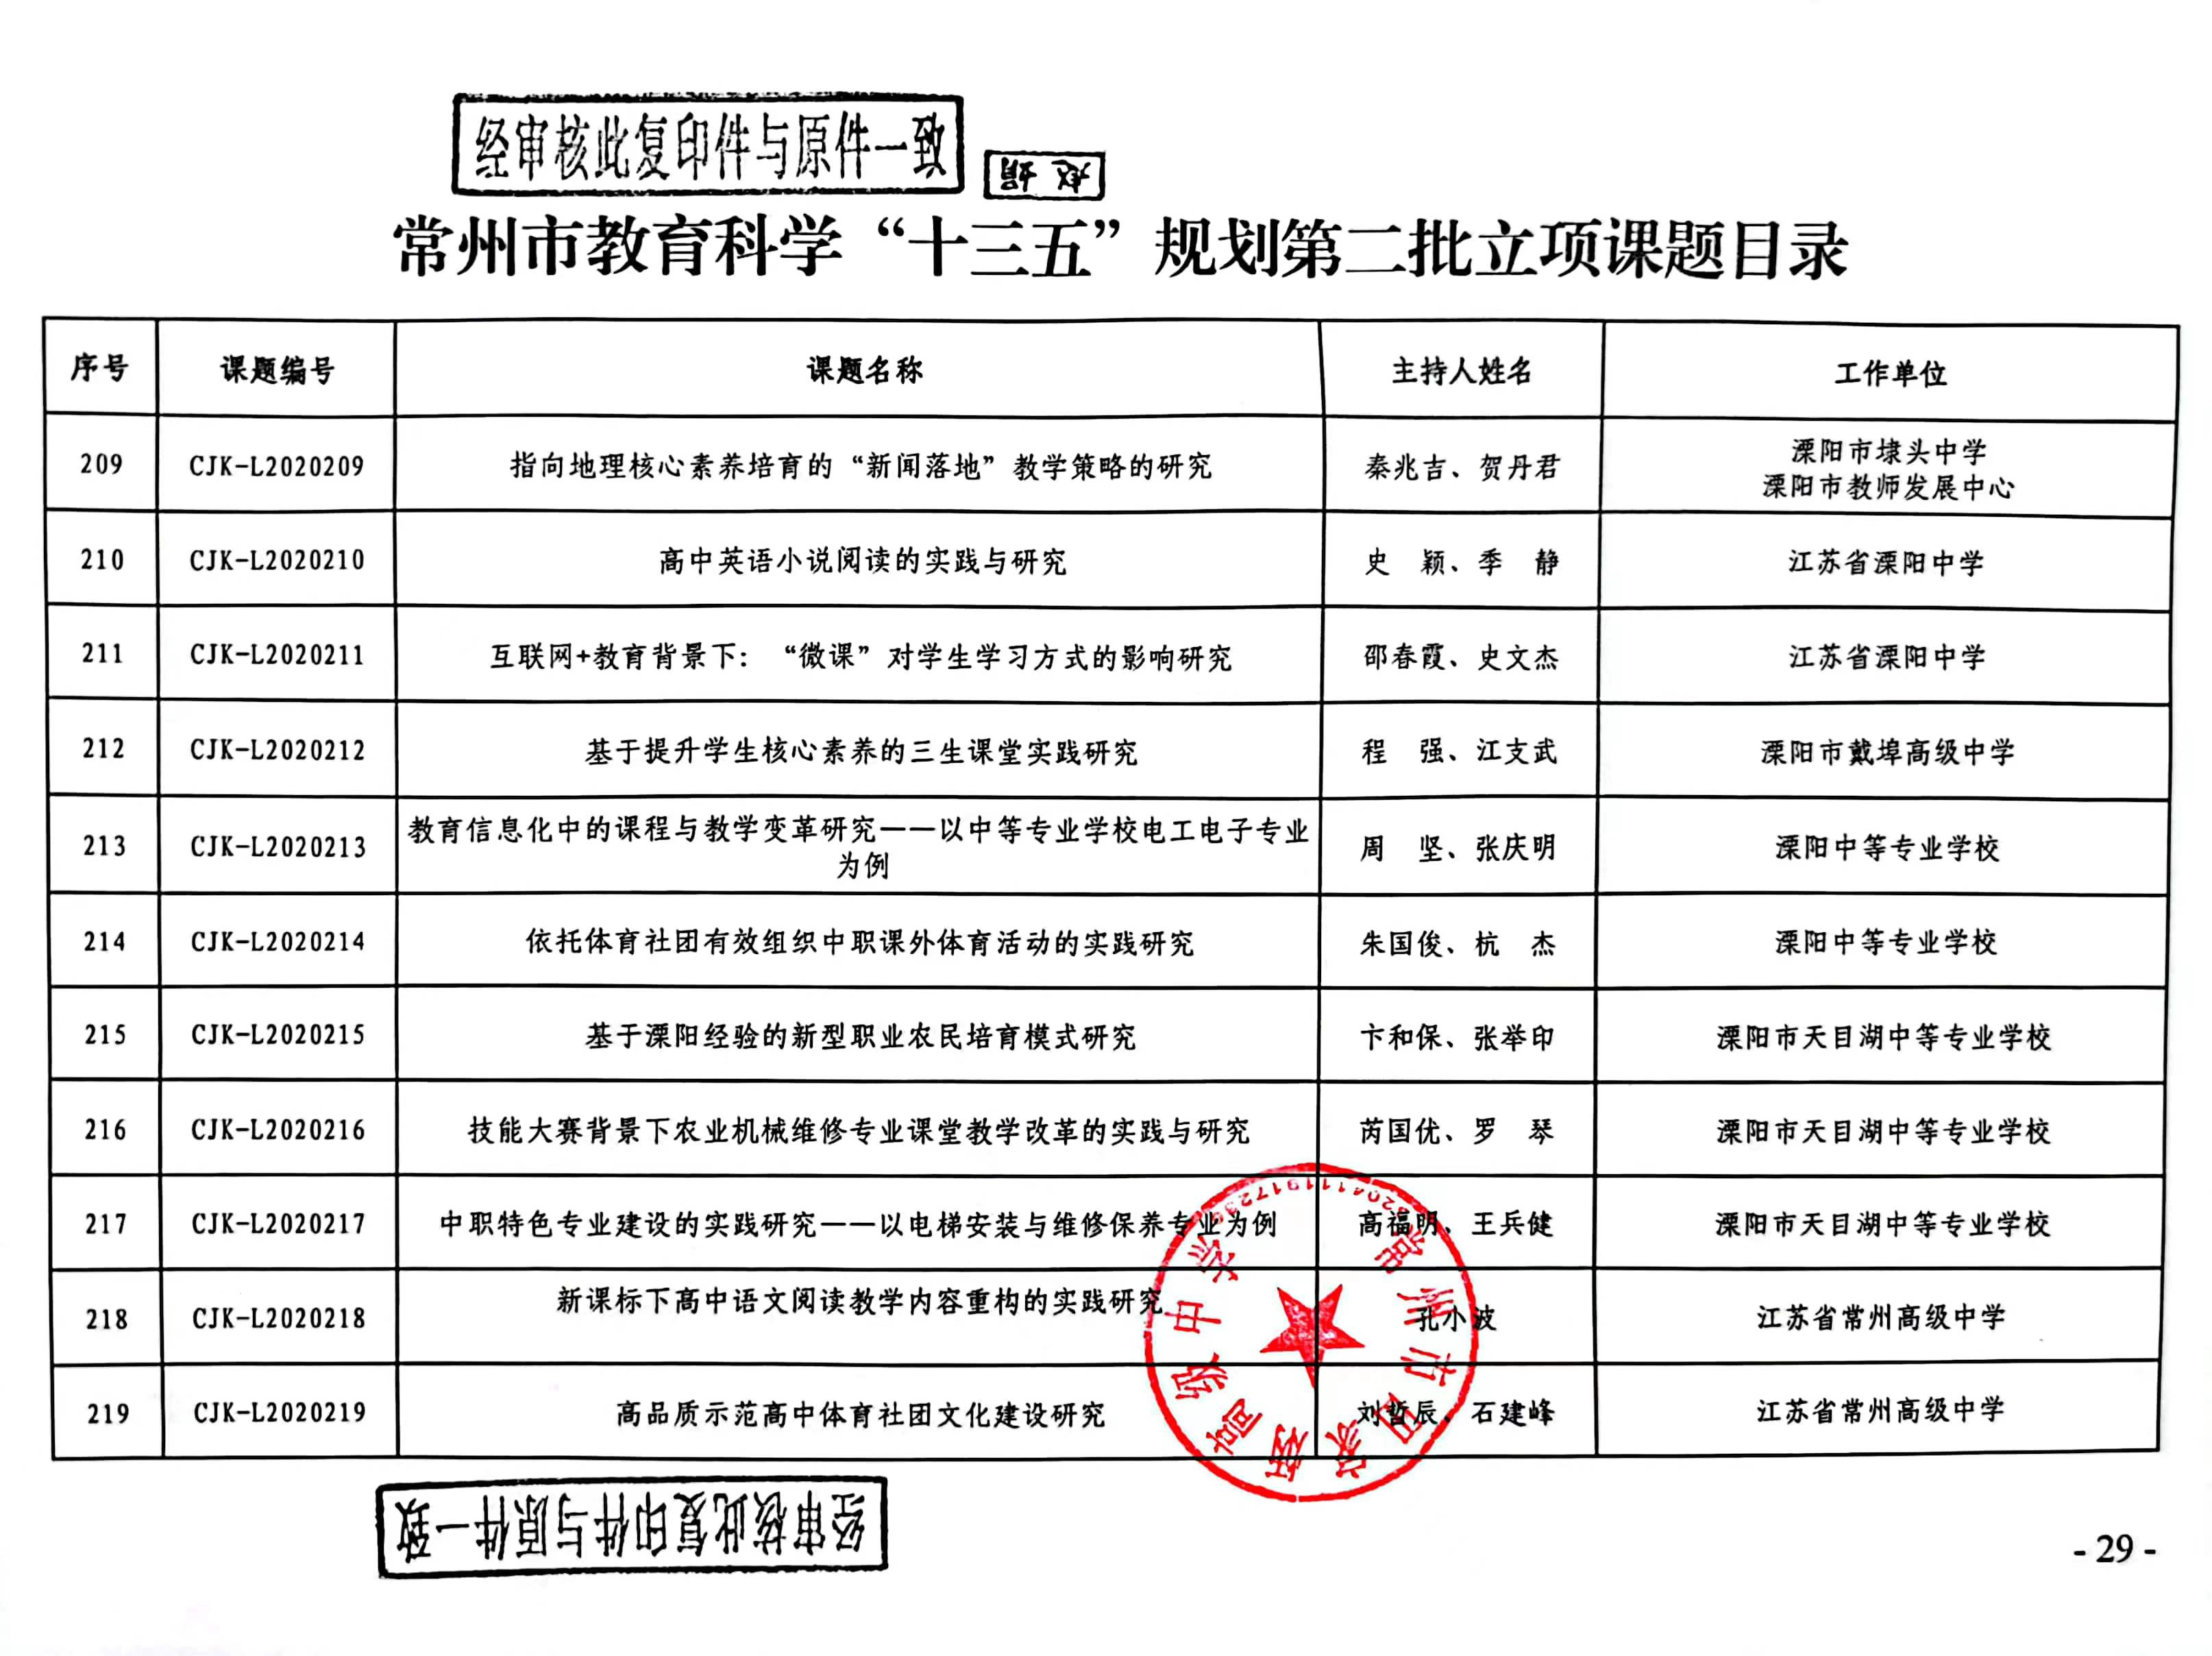 经审核此复印件与原件一致
常州市教育科学“十三五”规划第二批立项课题目录
序号 课题编号 课题名称 主持人姓名 工作单位
209 CJK-L2020209 指向地理核心素养培育的“新闻落地”教学策略的研究 秦兆吉、贺丹君 溧阳市埭头中学
溧阳市教师发展中心
210 CJK-L2020210 高中英语小说阅读的实践与研究 史　颖、季　静 江苏省溧阳中学
211 CJK-L2020211 互联网+教育背景下：“微课”对学生学习方式的影响研究 邵春霞、史文杰 江苏省溧阳中学
212 CJK-L2020212 基于提升学生核心素养的三生课堂实践研究 程　强、江支武 溧阳市戴埠高级中学
213 CJK-L2020213 教育信息化中的课程与教学变革研究——以中等专业学校电工电子专业
为例 周　坚、张庆明 溧阳中等专业学校
214 CJK-L2020214 依托体育社团有效组织中职课外体育活动的实践研究 朱国俊、杭　杰 溧阳中等专业学校
215 CJK-L2020215 基于溧阳经验的新型职业农民培育模式研究 卞和保、张举印 溧阳市天目湖中等专业学校
216 CJK-L2020216 技能大赛背景下农业机械维修专业课堂教学改革的实践与研究 芮国优、罗　琴 溧阳市天目湖中等专业学校
217 CJK-L2020217 中职特色专业建设的实践研究——以电梯安装与维修保养专业为例 高福明、王兵健 溧阳市天目湖中等专业学校
218 CJK-L2020218 新课标下高中语文阅读教学内容重构的实践研究 孔小波 江苏省常州高级中学
219 CJK-L2020219 高品质示范高中体育社团文化建设研究 刘哲辰、石建峰 江苏省常州高级中学
常州市田家炳高级中学
经审核此复印件与原件一致
- 29 -